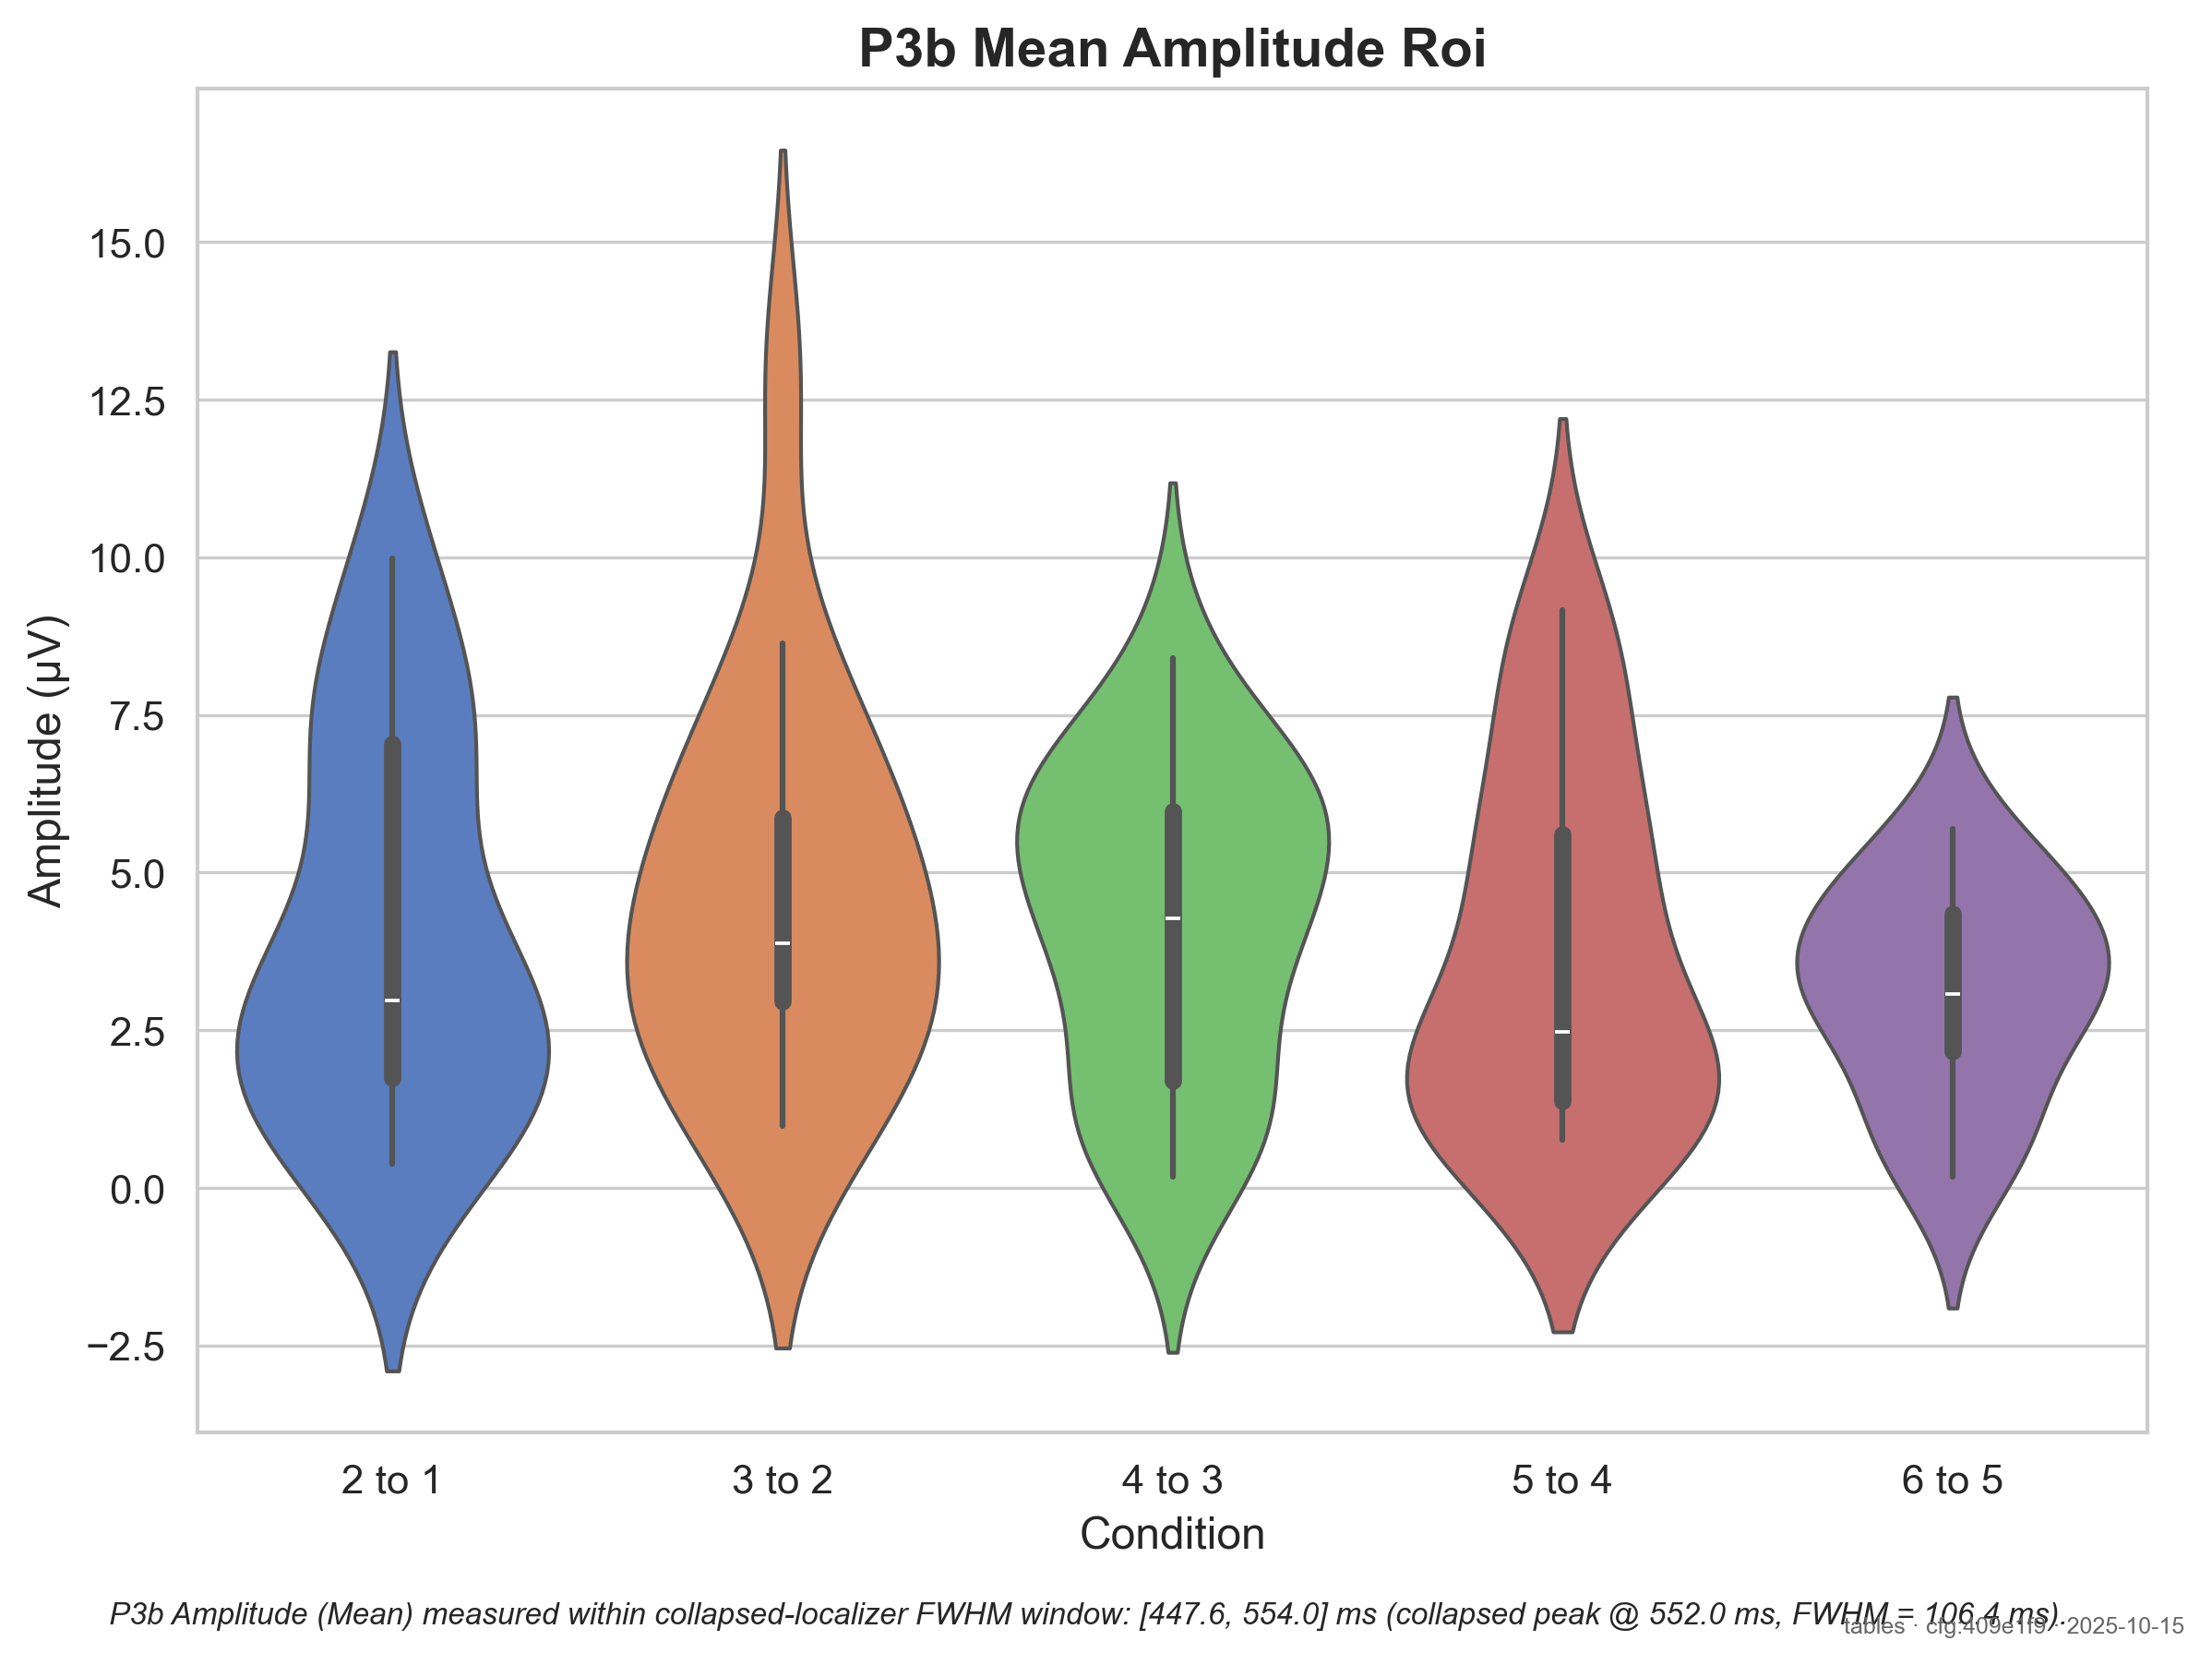 P3b Mean Amplitude Roi
Amplitude (μV)
15.0
12.5
10.0
7.5
5.0
2.5
0.0
−2.5
2 to 1
3 to 2
4 to 3
5 to 4
6 to 5
Condition
P3b Amplitude (Mean) measured within collapsed-localizer FWHM window: [447.6, 554.0] ms (collapsed peak @ 552.0 ms, FWHM = 106.4 ms).
tables · cfg:409e1f9 · 2025-10-15